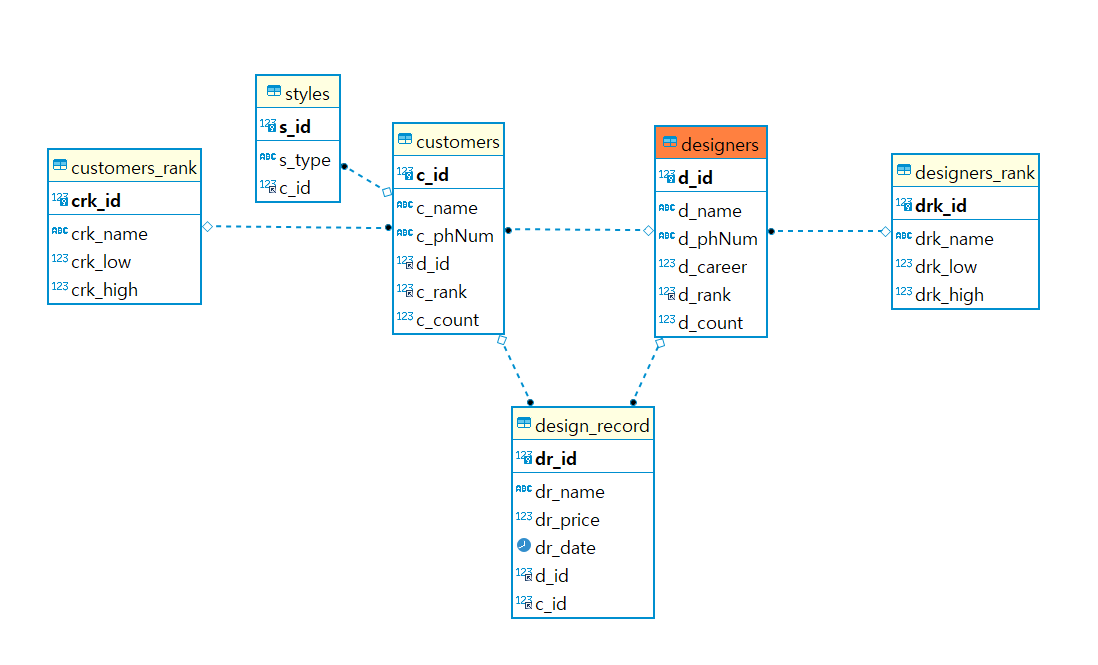 styles
123 s_id
ABC s_type
123 c_id
customers_rank
123 crk_id
ABC crk_name
123 crk_low
123 crk_high
customers
123 c_id
ABC c_name
ABC c_phNum
123 d_id
123 c_rank
123 c_count
designers
123 d_id
ABC d_name
ABC d_phNum
123 d_career
123 d_rank
123 d_count
designers_rank
123 drk_id
ABC drk_name
123 drk_low
123 drk_high
design_record
123 dr_id
ABC dr_name
123 dr_price
dr_date
123 d_id
123 c_id